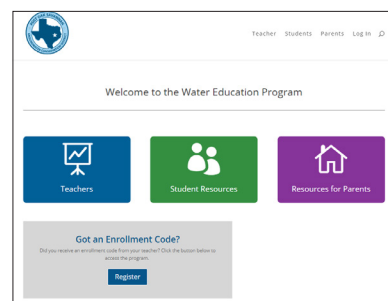 Teacher Students Parents Log In
Welcome to the Water Education Program
Teachers
Student Resources
Resources for Parents
Got an Enrollment Code?
Did you receive an enrollment code from your teacher? Click the button below to
access the program.
Register